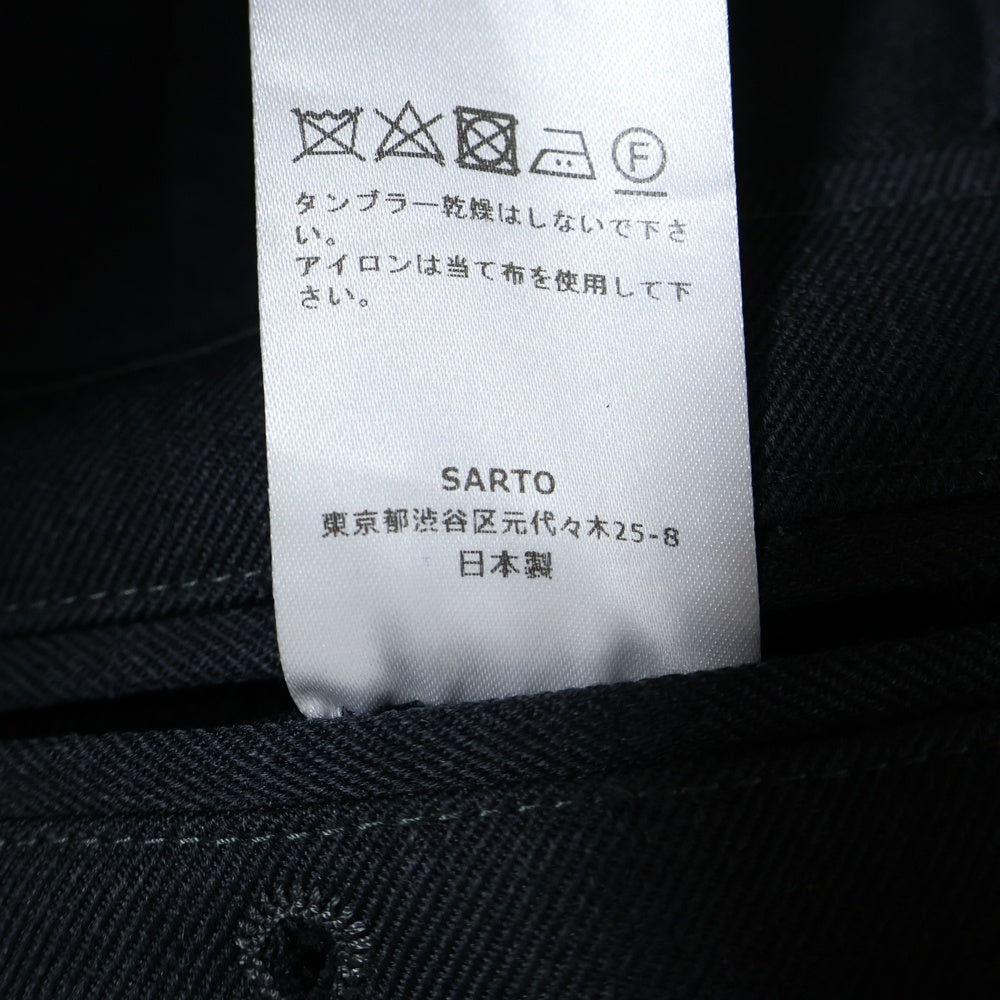 F
タンブラー乾燥はしないで下さ
い。
アイロンは当て布を使用して下
さい。
SARTO
東京都渋谷区元代々木25-8
日本製